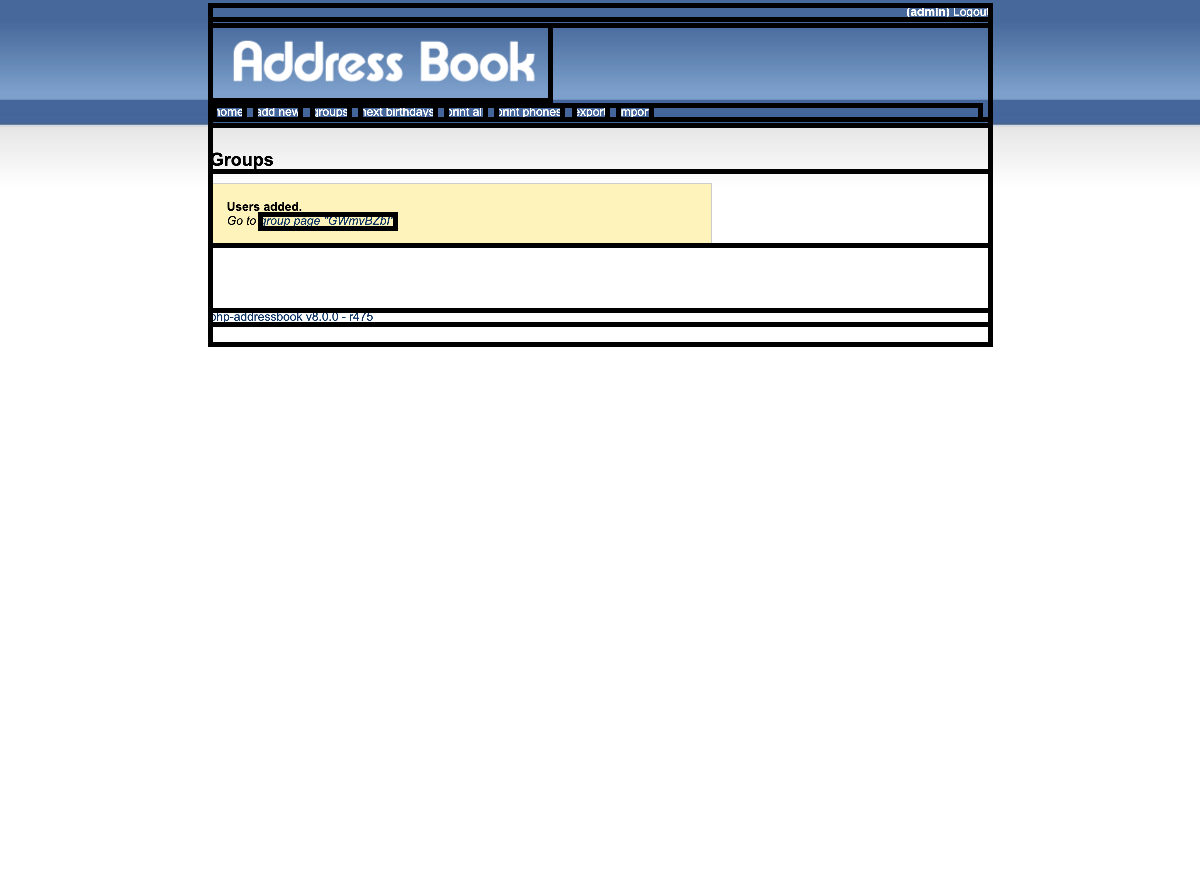 (admin) Logout
Address Book
home add new groups next birthdays print all print phones export import
Groups
Users added.
Go to group page "GWmvBZbI"
php-addressbook v8.0.0 - r475